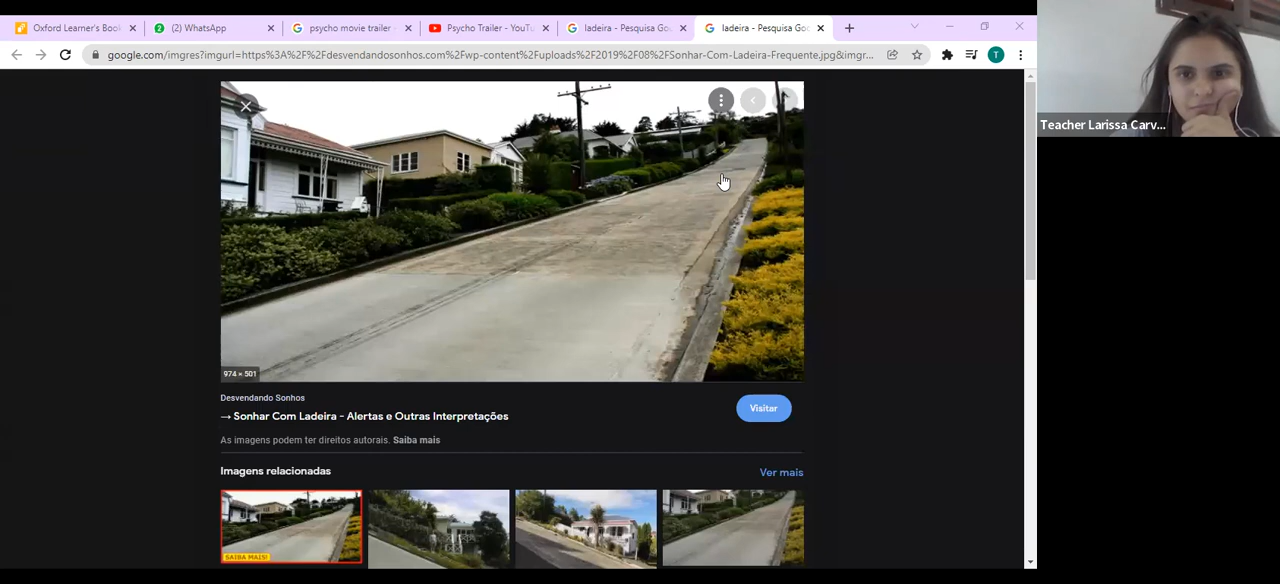 Oxford Learner's Book
(2) WhatsApp
psycho movie trailer -
Psycho Trailer - YouTu
ladeira - Pesquisa Go
ladeira - Pesquisa Goo
google.com/imgres?imgurl=https%3A%2F%2Fdesvendandosonhos.com%2Fwp-content%2Fuploads%2F2019%2F08%2FSonhar-Com-Ladeira-Frequente.jpg&imgr...
T
Teacher Larissa Carv...
974 × 501
Desvendando Sonhos
→ Sonhar Com Ladeira - Alertas e Outras Interpretações
Visitar
As imagens podem ter direitos autorais. Saiba mais
Imagens relacionadas
Ver mais
SAIBA MAIS!